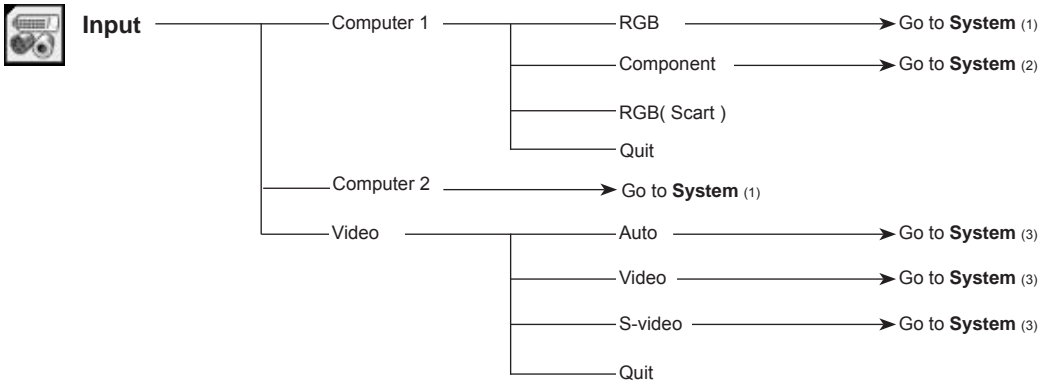 Input Computer 1 RGB Go to System (1)
Component Go to System (2)
RGB( Scart )
Quit
Computer 2 Go to System (1)
Video Auto Go to System (3)
Video Go to System (3)
S-video Go to System (3)
Quit